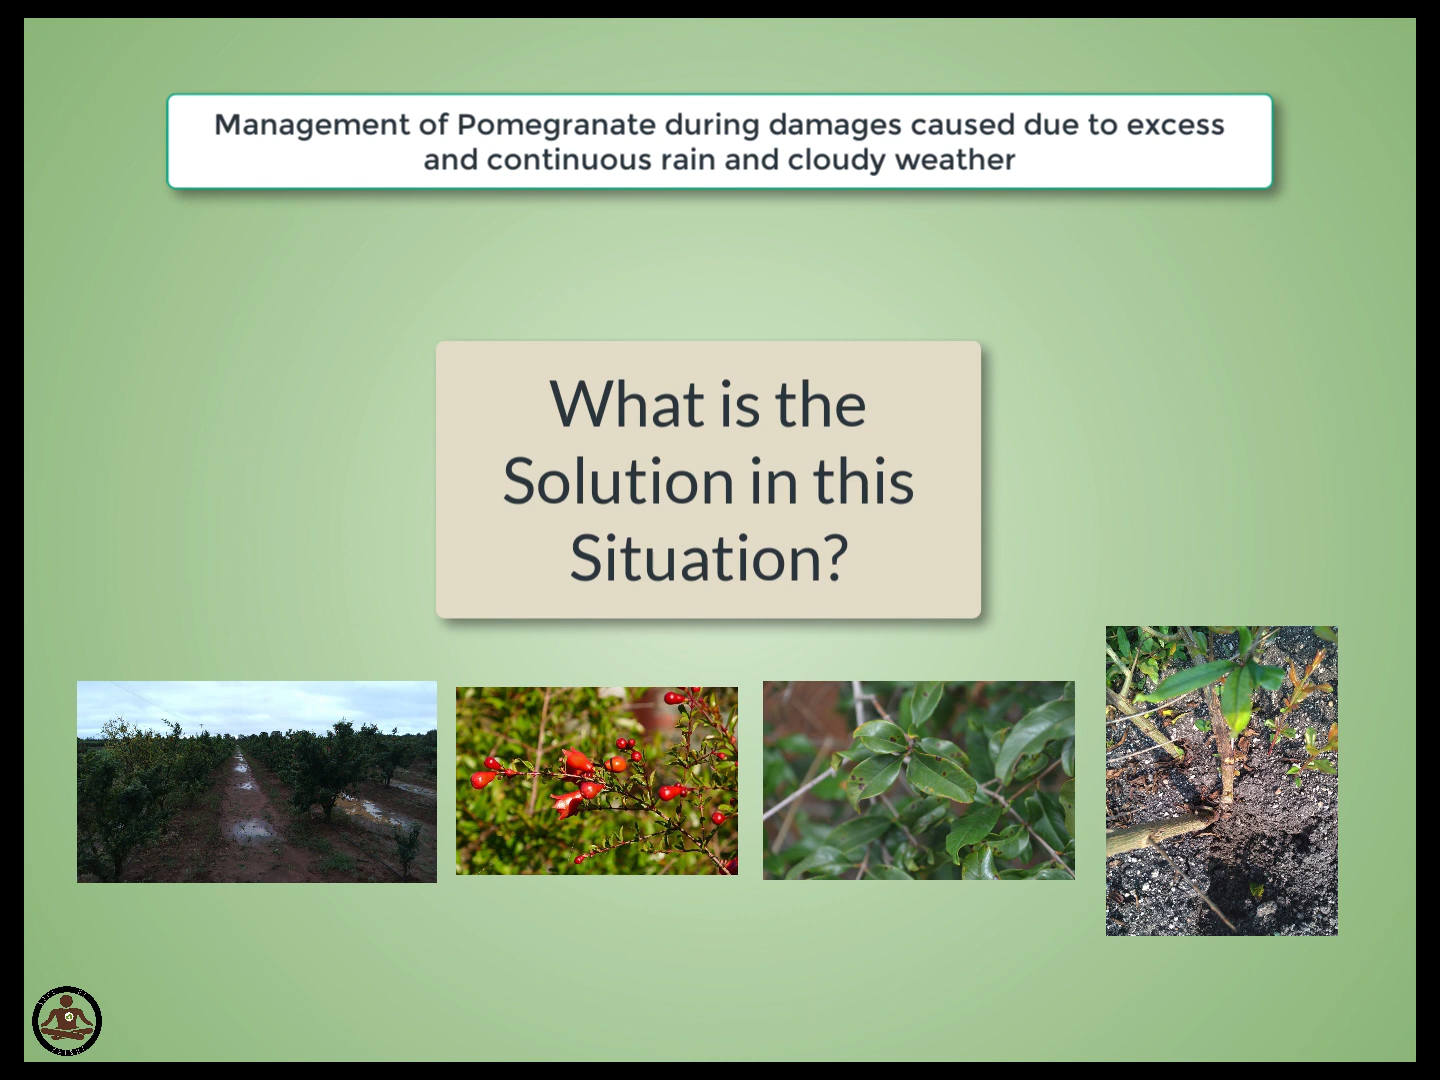 Management of Pomegranate during damages caused due to excess
and continuous rain and cloudy weather
What is the
Solution in this
Situation?